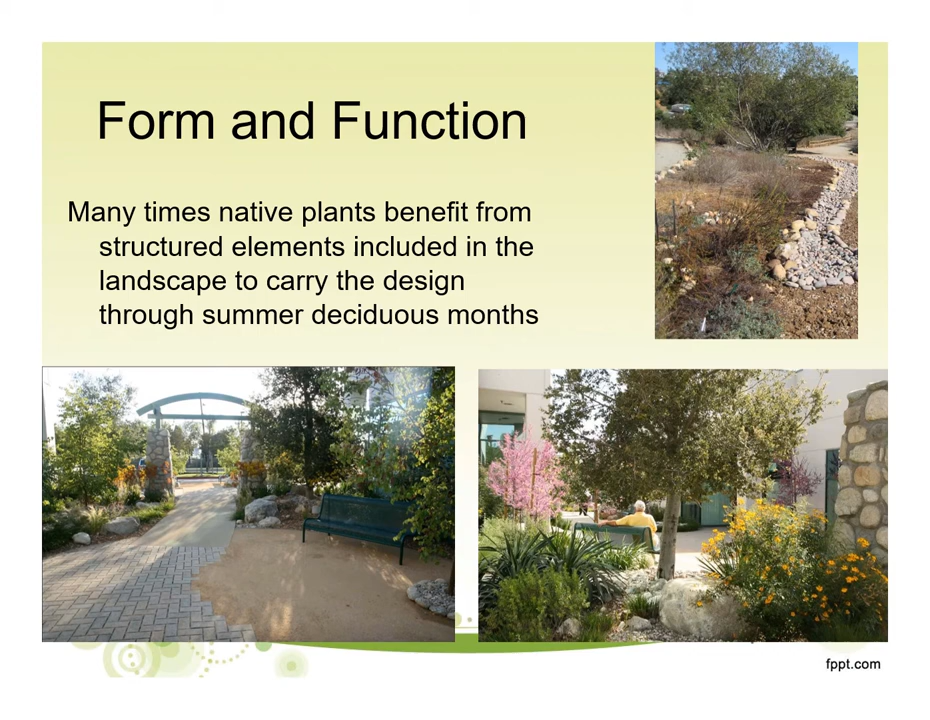 Form and Function
Many times native plants benefit from
structured elements included in the
landscape to carry the design
through summer deciduous months
fppt.com